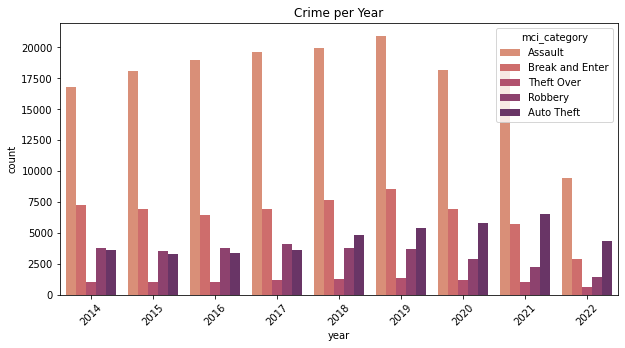 Crime per Year
mci_category
Assault
Break and Enter
Theft Over
Robbery
Auto Theft
count
20000
17500
15000
12500
10000
7500
5000
2500
0
2014
2015
2016
2017
2018
2019
2020
2021
2022
year